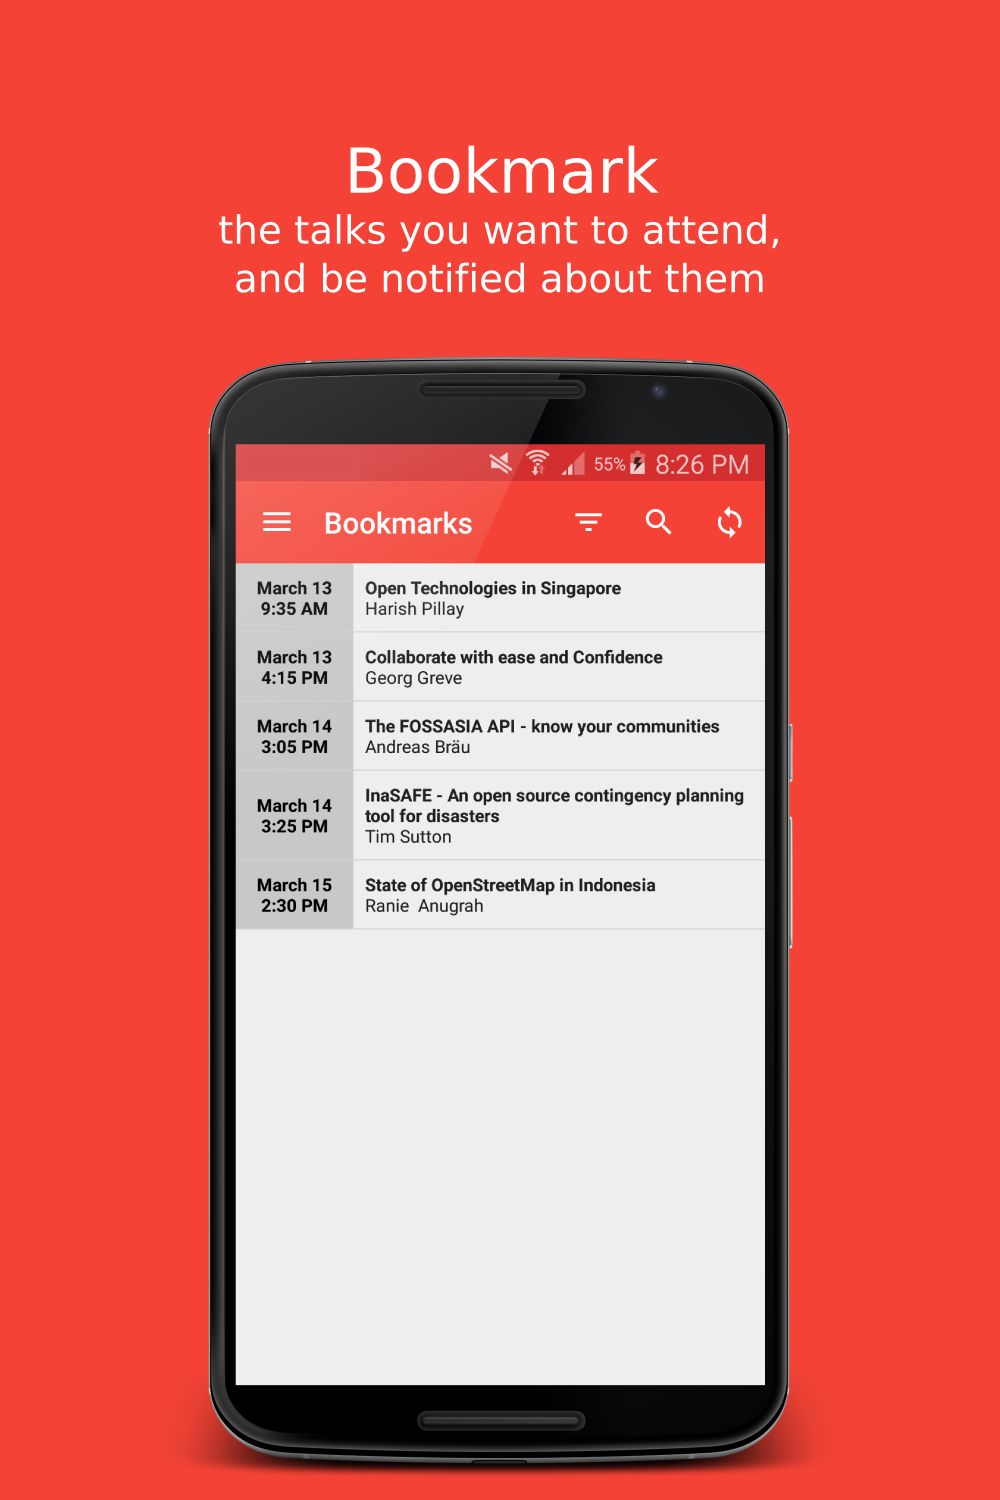 Bookmark
the talks you want to attend,
and be notified about them
55% 8:26 PM
Bookmarks
March 13
9:35 AM
Open Technologies in Singapore
Harish Pillay
March 13
4:15 PM
Collaborate with ease and Confidence
Georg Greve
March 14
3:05 PM
The FOSSASIA API - know your communities
Andreas Bräu
March 14
3:25 PM
InaSAFE - An open source contingency planning
tool for disasters
Tim Sutton
March 15
2:30 PM
State of OpenStreetMap in Indonesia
Ranie  Anugrah